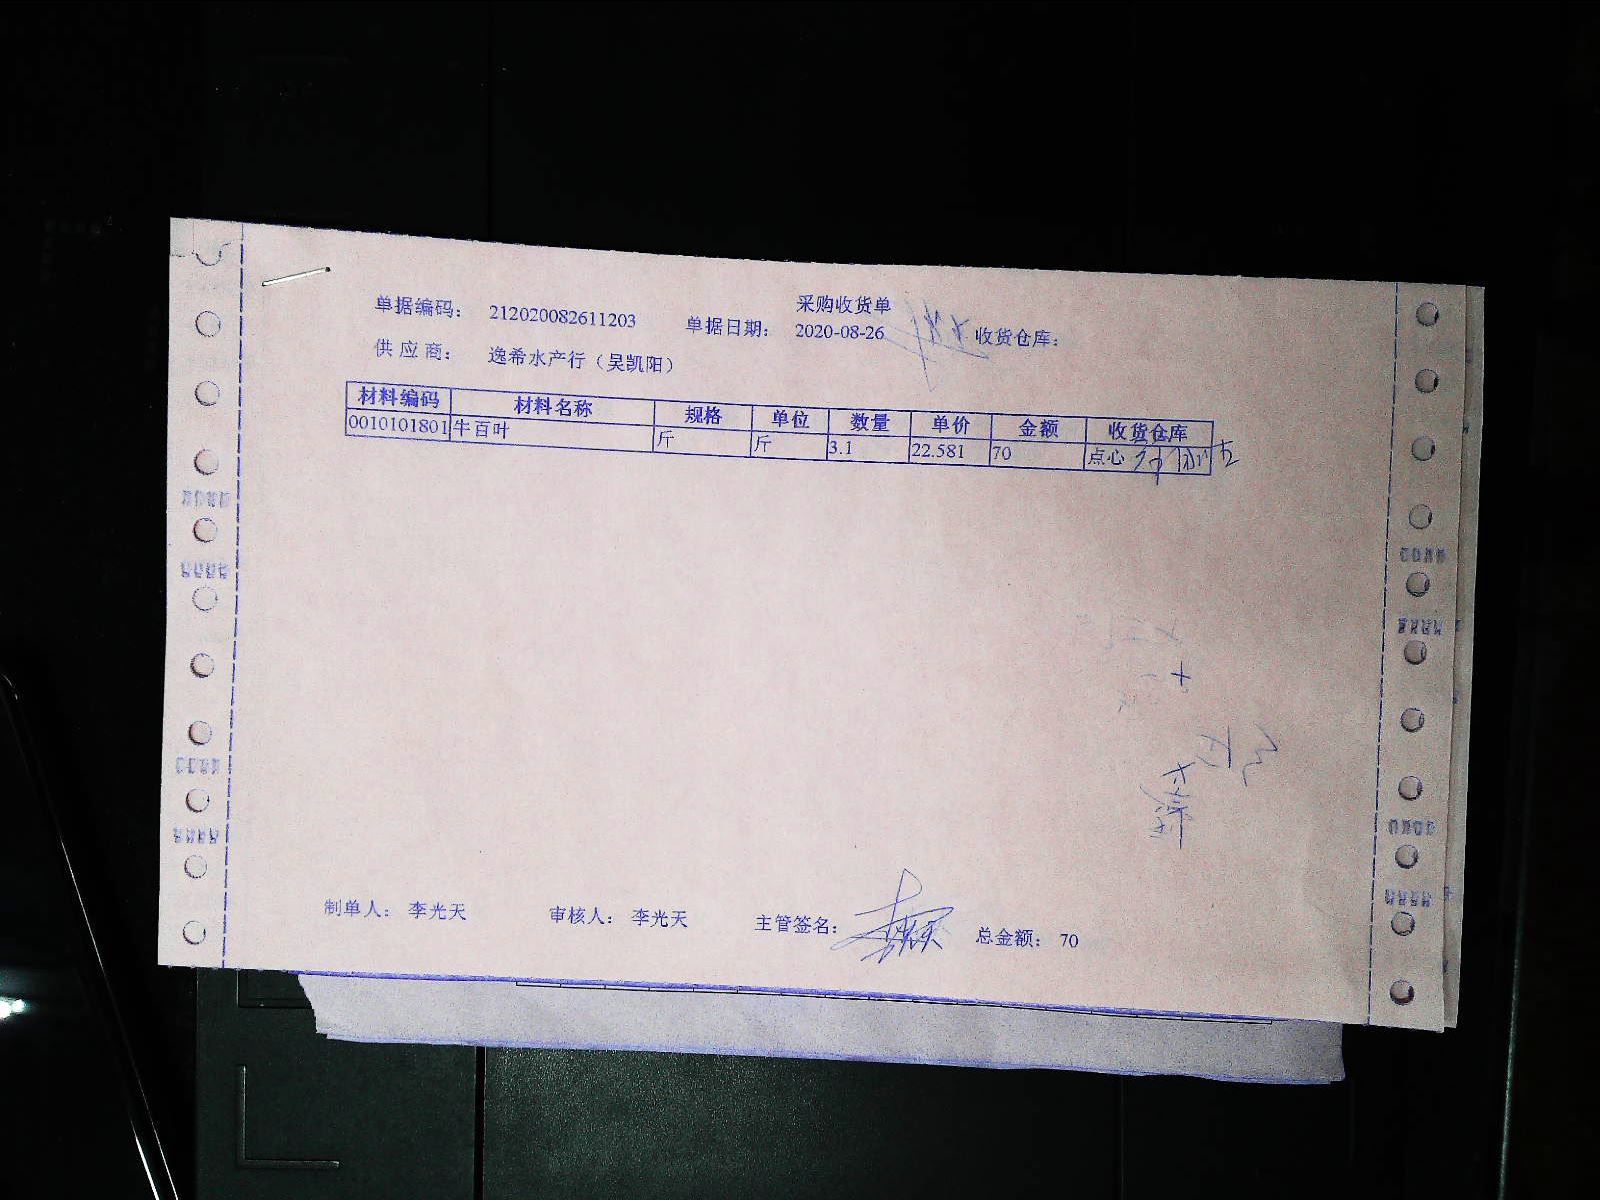 采购收货单
单据编码： 212020082611203 单据日期： 2020-08-26 收货仓库：
供 应 商： 逸希水产行（吴凯阳）
材料编码 材料名称 规格 单位 数量 单价 金额 收货仓库
0010101801 牛百叶 斤 斤 3.1 22.581 70 点心
制单人： 李光天 审核人： 李光天 主管签名： 总金额： 70